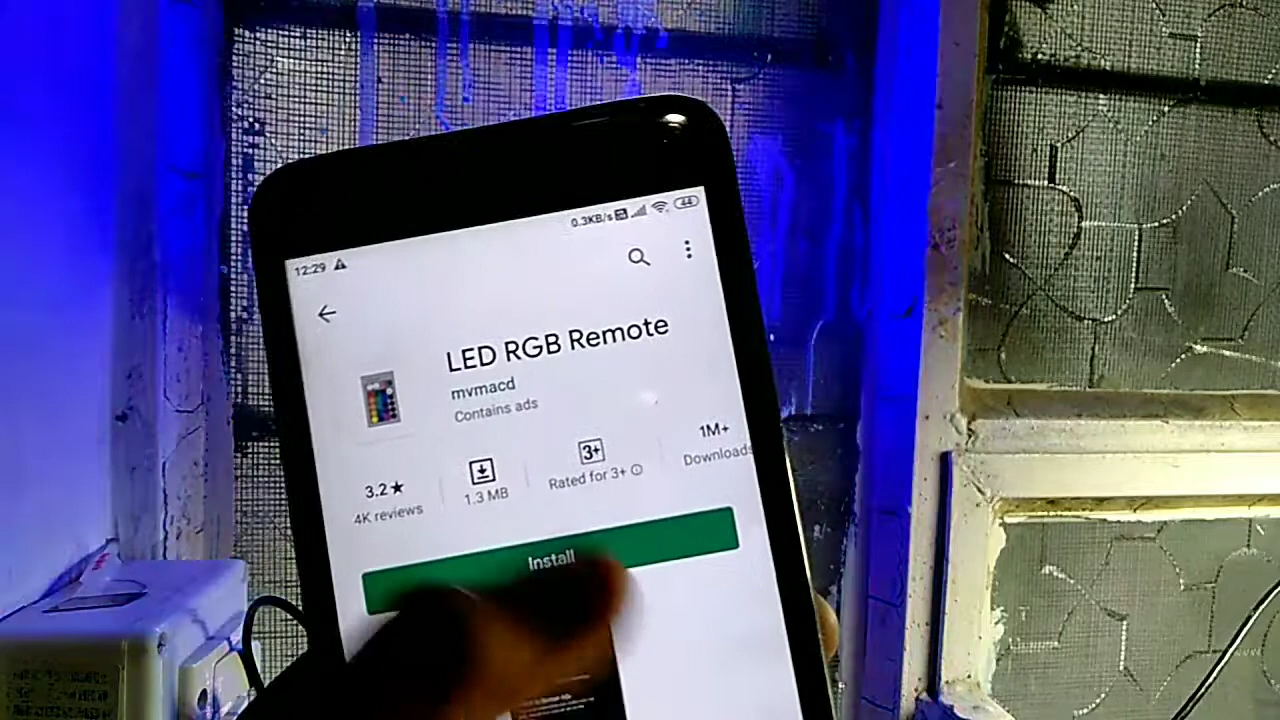 12:29
0.3KB/s
44
LED RGB Remote
mvmacd
Contains ads
3.2★
4K reviews
1.3 MB
3+
Rated for 3+
1M+
Downloads
Install